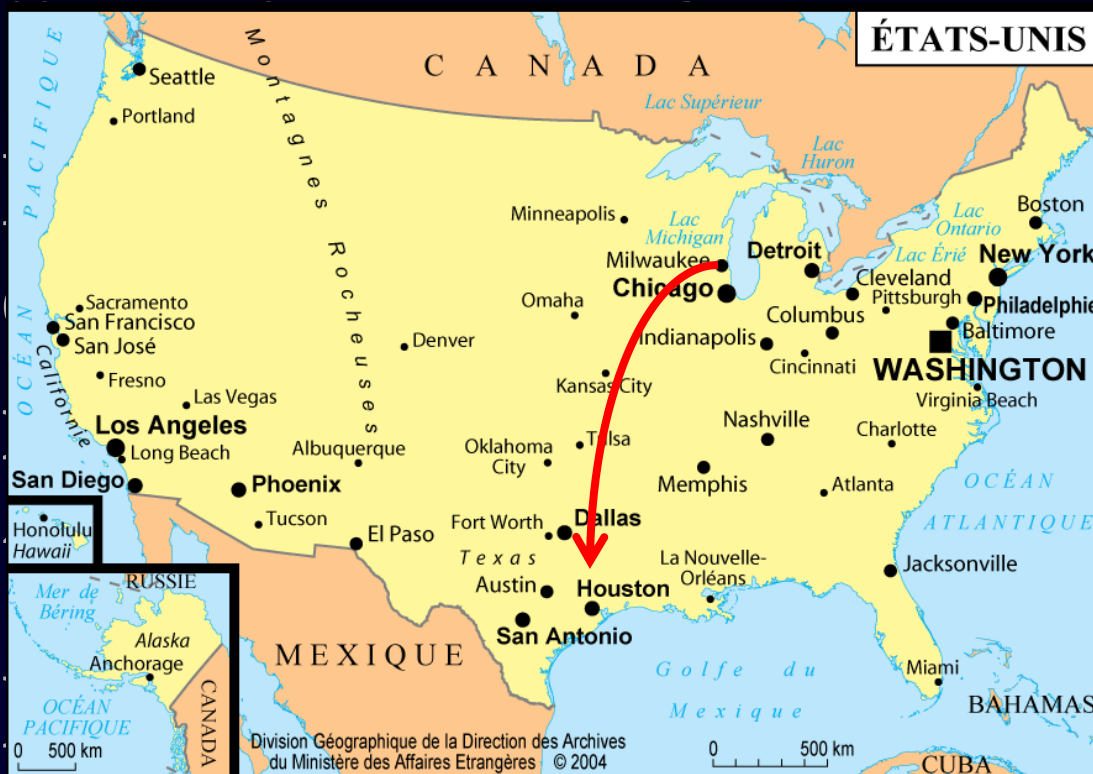 ÉTATS-UNIS
CANADA
OCÉAN PACIFIQUE
Montagnes Rocheuses
Seattle
Portland
Lac Supérieur
Lac
Huron
Minneapolis
Lac
Michigan
Milwaukee
Chicago
Detroit
Lac
Ontario
Lac Érié
Boston
New York
Cleveland
Pittsburgh
Philadelphie
Columbus
Baltimore
Indianapolis
Cincinnati
WASHINGTON
Virginia Beach
Omaha
Sacramento
San Francisco
San José
Californie
Fresno
Denver
Kansas City
Las Vegas
Los Angeles
Long Beach
San Diego
Albuquerque
Phoenix
Tucson
Oklahoma
City
Tulsa
Nashville
Charlotte
Memphis
Atlanta
OCÉAN
ATLANTIQUE
El Paso
Fort Worth
Dallas
Texas
Austin
Houston
San Antonio
La Nouvelle-
Orléans
Jacksonville
Honolulu
Hawaii
RUSSIE
Mer de
Béring
Alaska
Anchorage
CANADA
OCÉAN
PACIFIQUE
0 500 km
MEXIQUE
Golfe du
Mexique
Miami
BAHAMAS
CUBA
Division Géographique de la Direction des Archives
du Ministère des Affaires Etrangères © 2004
0 500 km